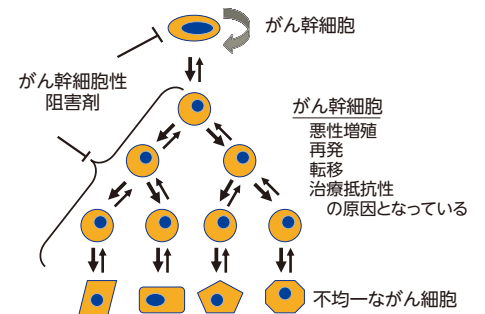 がん幹細胞
がん幹細胞性
阻害剤
がん幹細胞
悪性増殖
再発
転移
治療抵抗性
の原因となっている
不均一ながん細胞